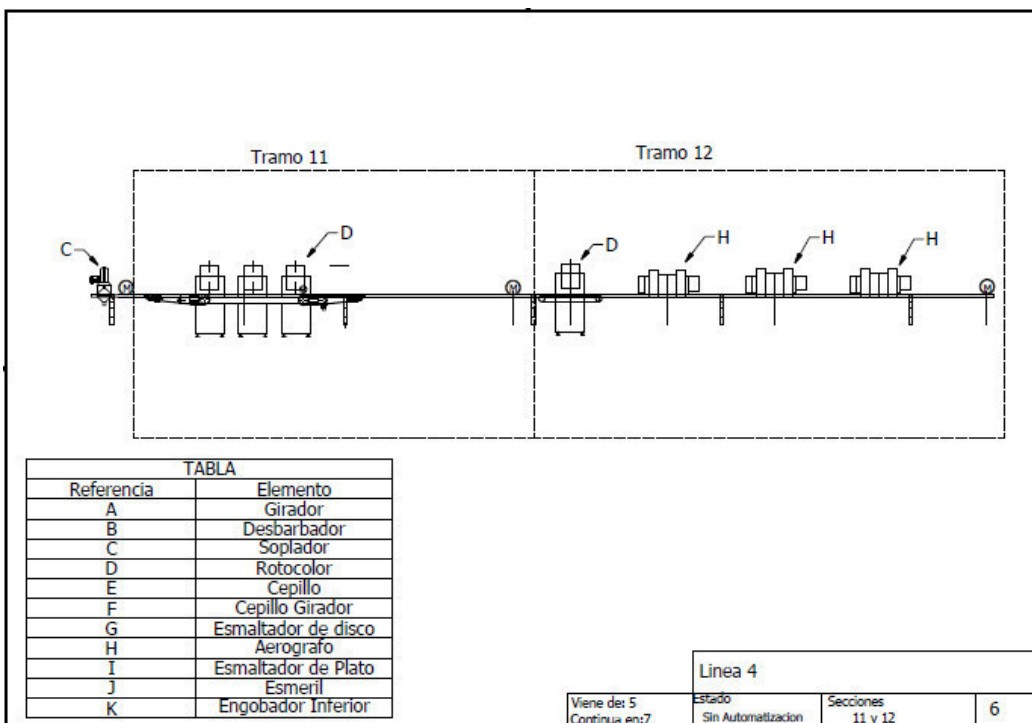 Tramo 11
Tramo 12
C
D
D
H
H
H
M
M
M
TABLA
Referencia Elemento
A Girador
B Desbarbador
C Soplador
D Rotocolor
E Cepillo
F Cepillo Girador
G Esmaltador de disco
H Aerografo
I Esmaltador de Plato
J Esmeril
K Engobador Inferior
Linea 4
Viene de: 5
Continua en:7
Estado
Sin Automatizacion
Secciones
11 y 12
6